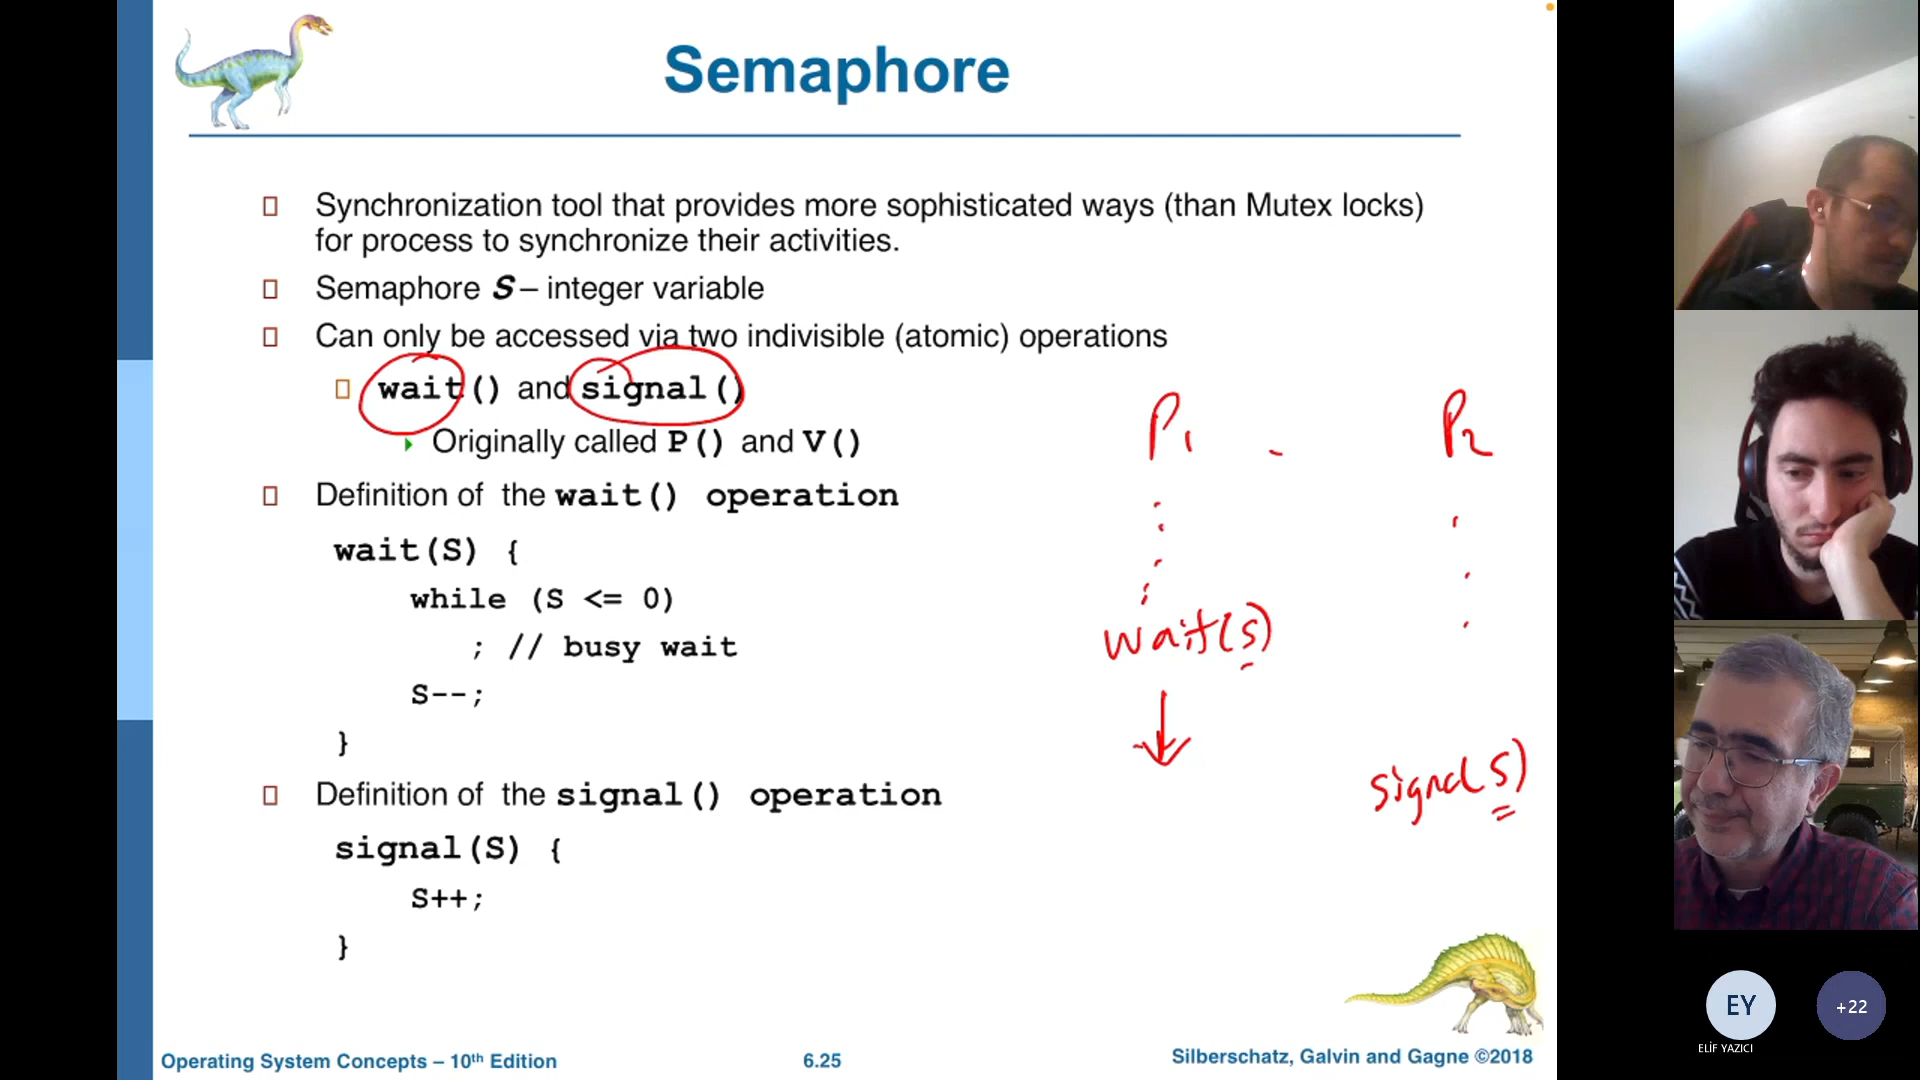 Semaphore
Synchronization tool that provides more sophisticated ways (than Mutex locks)
for process to synchronize their activities.
Semaphore S – integer variable
Can only be accessed via two indivisible (atomic) operations
wait() and signal()
Originally called P() and V()
Definition of the wait() operation
wait(S) {
while (S <= 0)
; // busy wait
S--;
}
Definition of the signal() operation
signal(S) {
S++;
}
P1
P2
wait(s)
signal(s)
Operating System Concepts – 10th Edition
6.25
Silberschatz, Galvin and Gagne ©2018
EY
+22
ELİF YAZICI